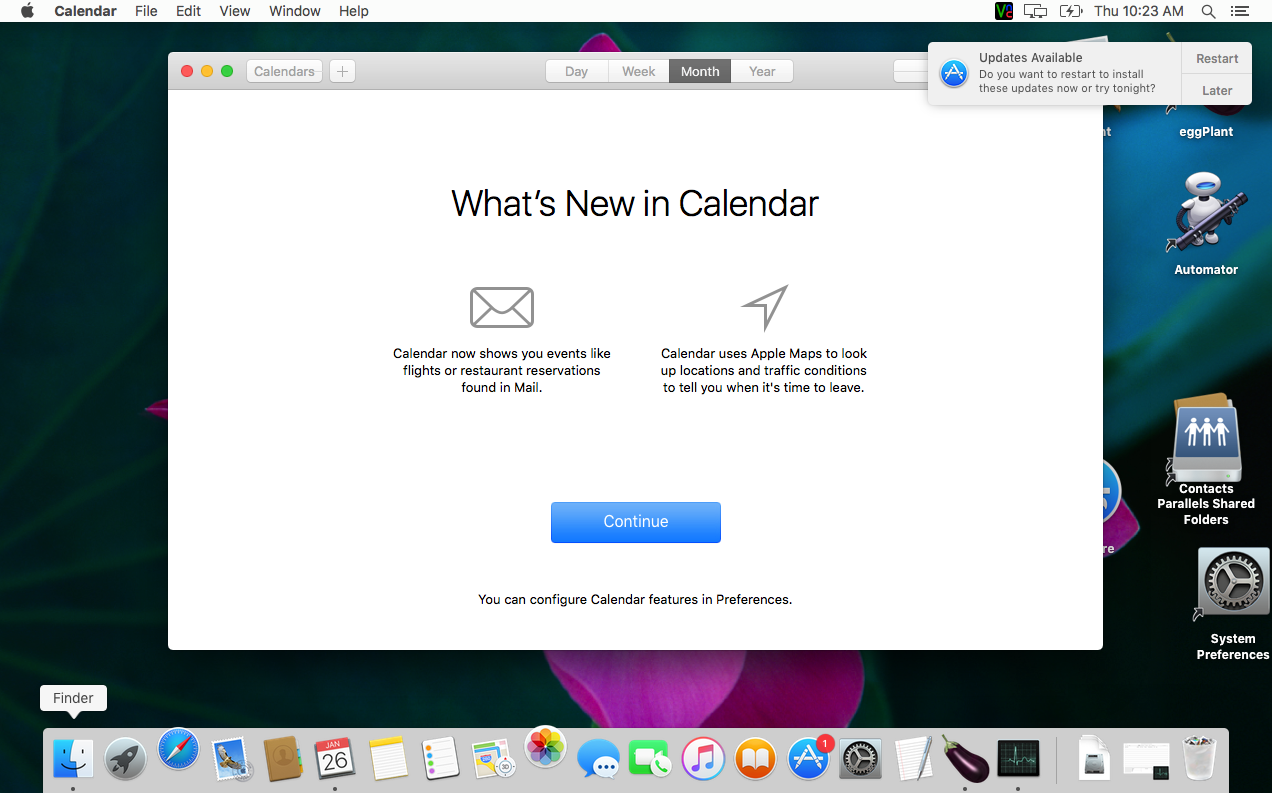 Calendar File Edit View Window Help
Thu 10:23 AM
Calendars
Day Week Month Year
Updates Available
Do you want to restart to install
these updates now or try tonight?
Restart
Later
What's New in Calendar
Calendar now shows you events like
flights or restaurant reservations
found in Mail.
Calendar uses Apple Maps to look
up locations and traffic conditions
to tell you when it's time to leave.
Continue
You can configure Calendar features in Preferences.
nt
eggPlant
Automator
Contacts
Parallels Shared
Folders
re
System
Preferences
Finder
JAN
26
3D
1